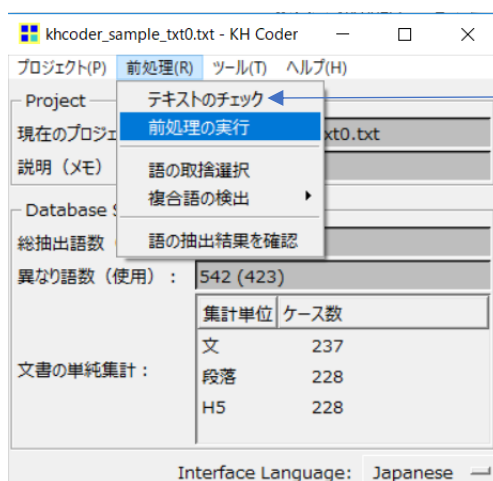 khcoder_sample_txt0.txt - KH Coder
プロジェクト(P) 前処理(R) ツール(T) ヘルプ(H)
Project
テキストのチェック
現在のプロジェ
前処理の実行
xt0.txt
説明（メモ）
語の取捨選択
複合語の検出
Database S
総抽出語数
語の抽出結果を確認
異なり語数（使用）： 542 (423)
集計単位 ケース数
文 237
文書の単純集計： 段落 228
H5 228
Interface Language: Japanese